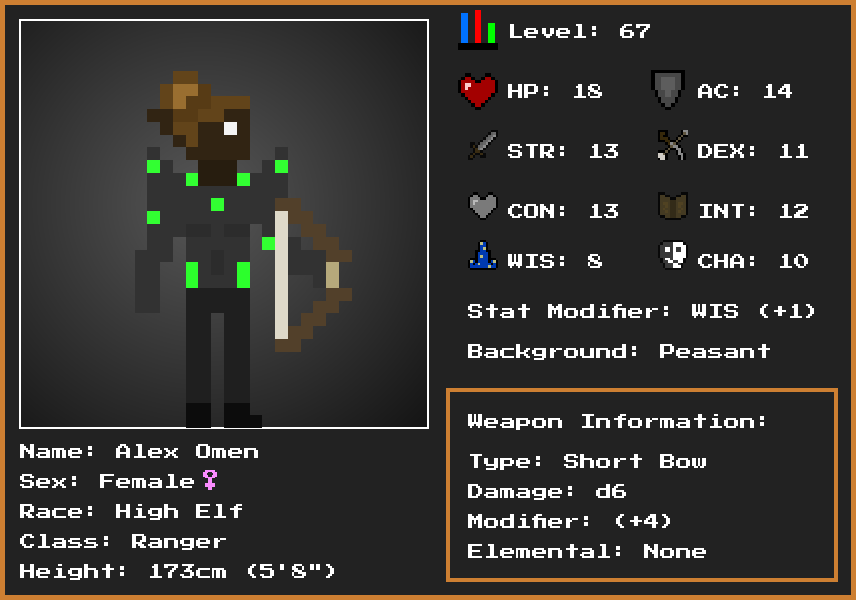 Level: 67
HP: 18 AC: 14
STR: 13 DEX: 11
CON: 13 INT: 12
WIS: 8 CHA: 10
Stat Modifier: WIS (+1)
Background: Peasant
Weapon Information:
Type: Short Bow
Damage: d6
Modifier: (+4)
Elemental: None
Name: Alex Omen
Sex: Female♀
Race: High Elf
Class: Ranger
Height: 173cm (5'8")